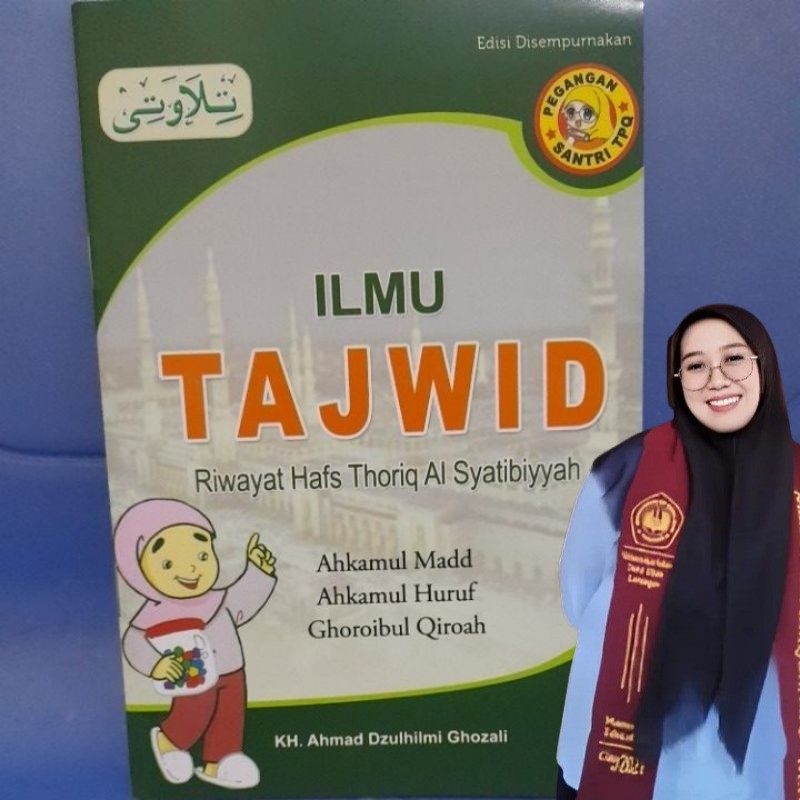 Edisi Disempurnakan
تِلَاوَتِى
PEGANGAN
SANTRI TPQ
ILMU
TAJWID
Riwayat Hafs Thoriq Al Syatibiyyah
Ahkamul Madd
Ahkamul Huruf
Ghoroibul Qiroah
KH. Ahmad Dzulhilmi Ghozali